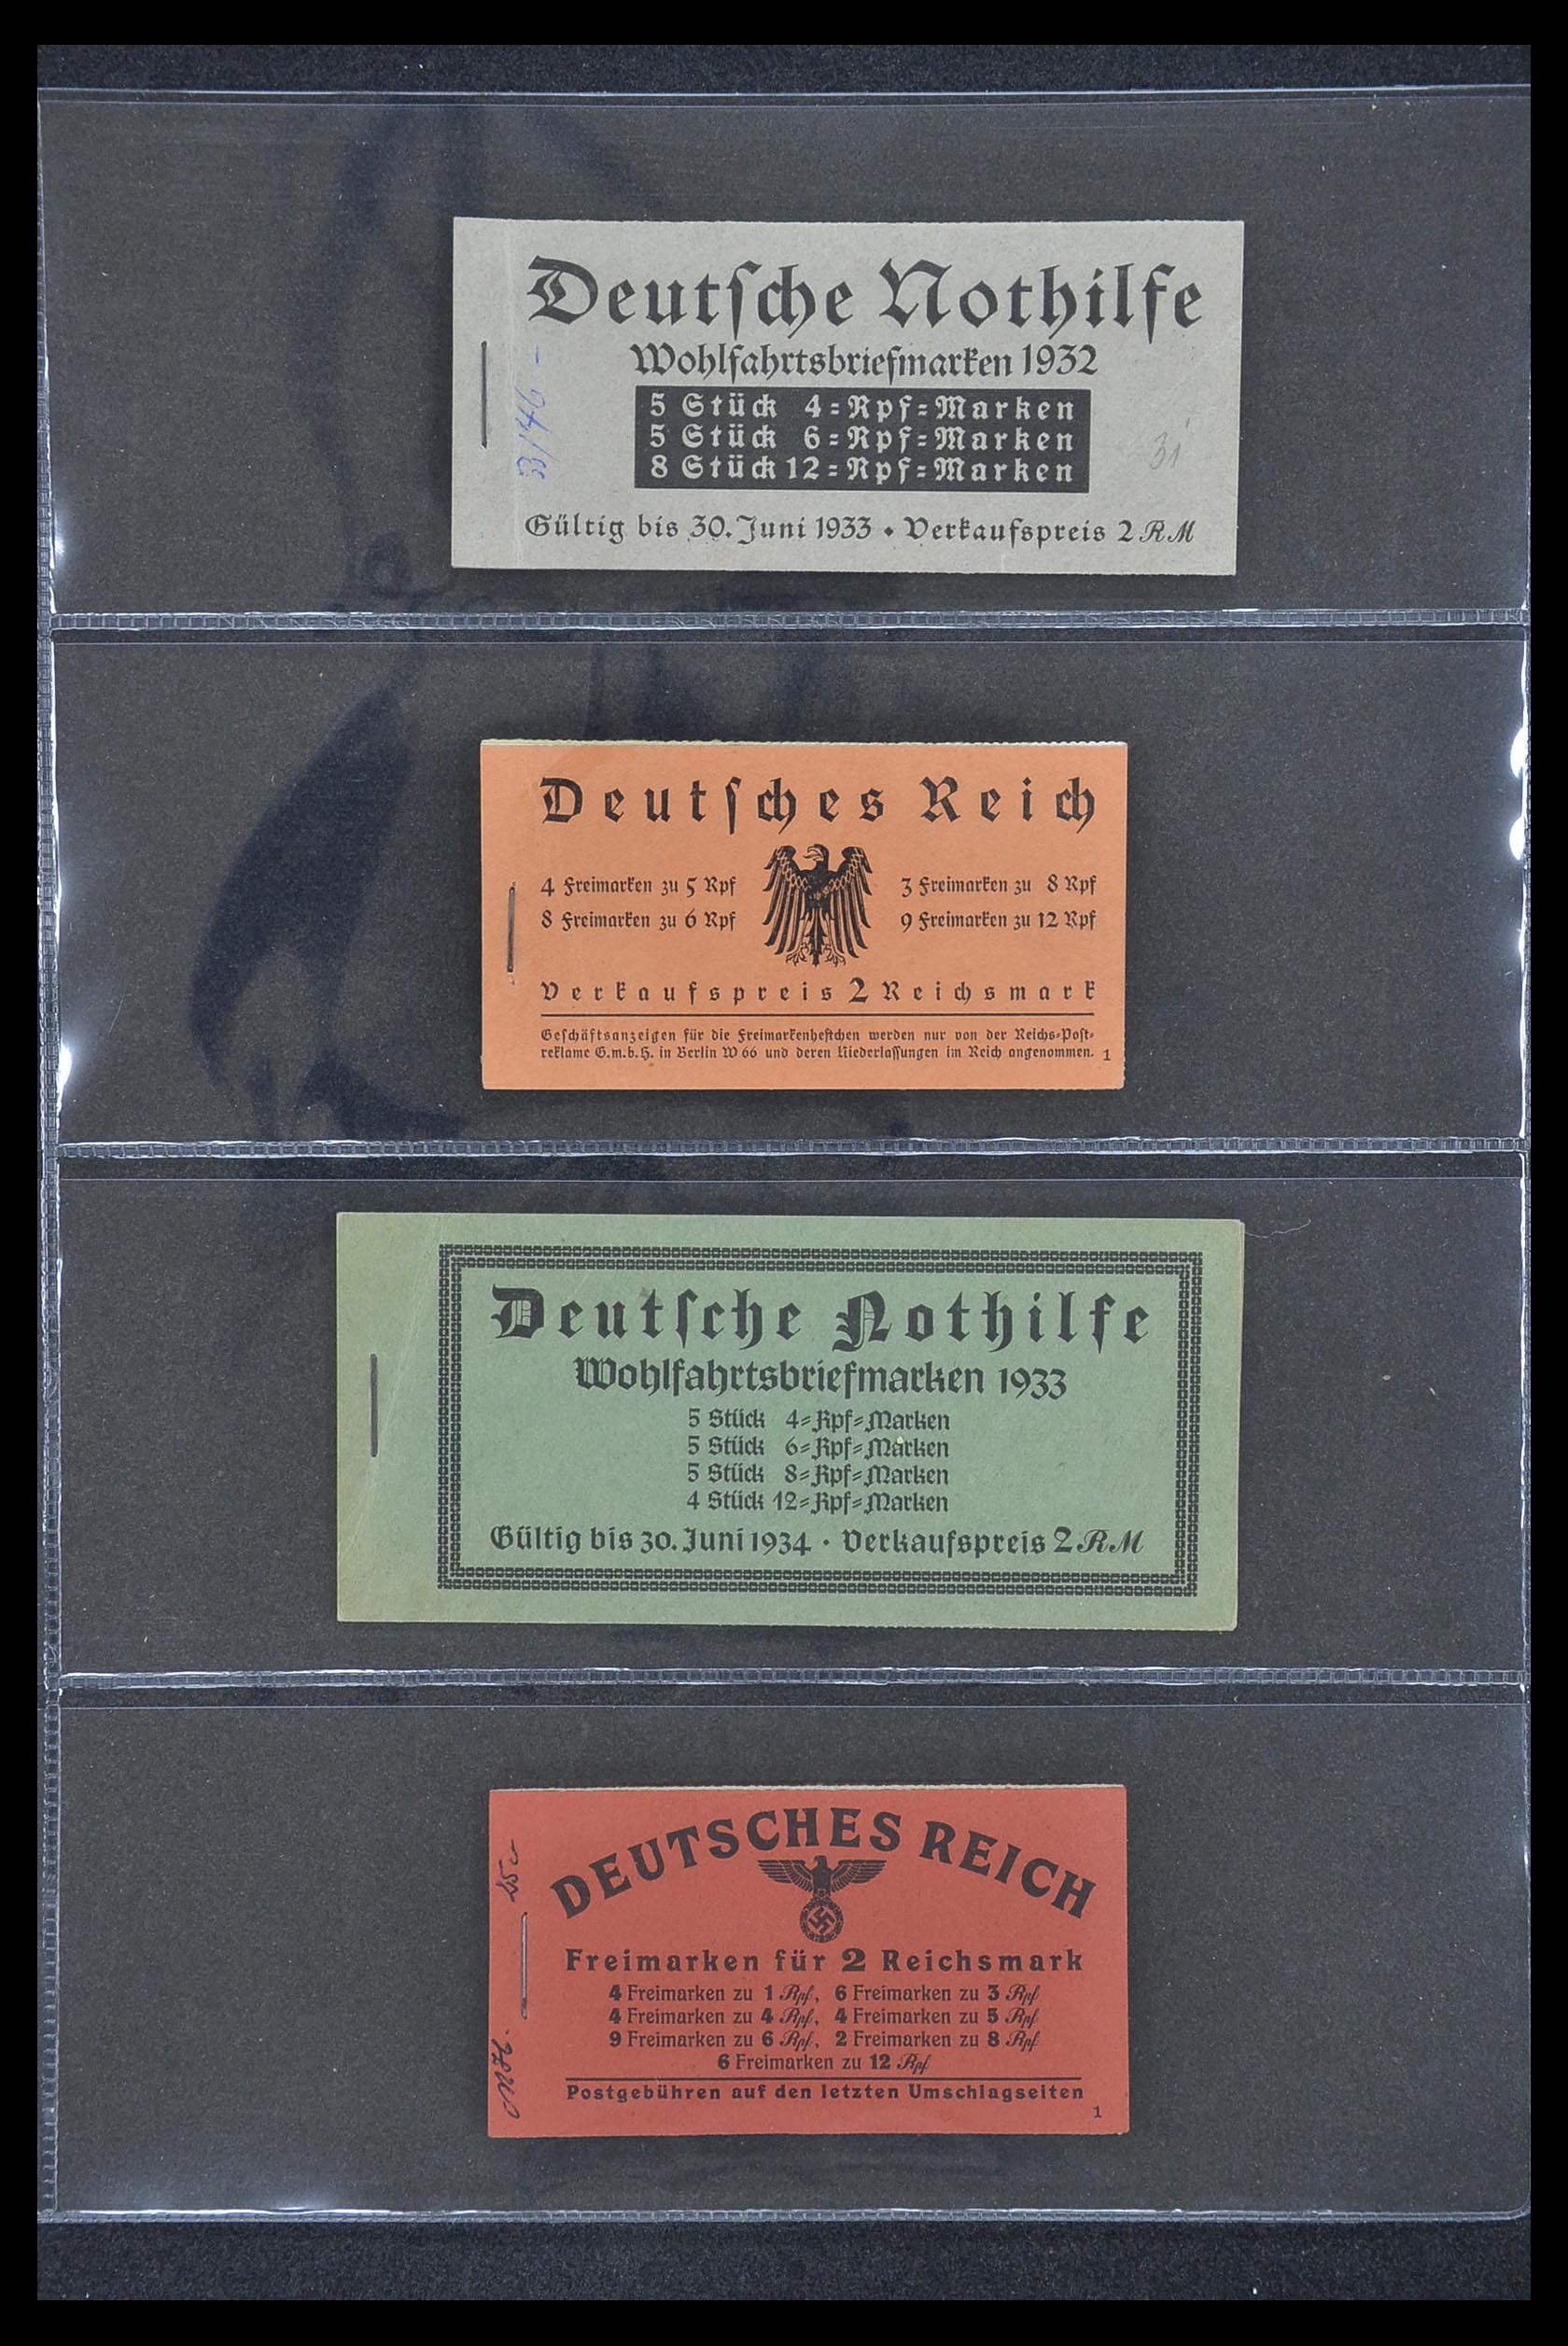 Deutsche Nothilfe
Wohlfahrtsbriefmarken 1932
5 Stück 4=Rpf=Marken
5 Stück 6=Rpf=Marken
8 Stück 12=Rpf=Marken
Gültig bis 30. Juni 1933 • Verkaufspreis 2 RM
31
Deutsches Reich
4 Freimarken zu 5 Rpf 3 Freimarken zu 8 Rpf
8 Freimarken zu 6 Rpf 9 Freimarken zu 12 Rpf
Verkaufspreis 2 Reichsmark
Geschäftsanzeigen für die Freimarkenheftchen werden nur von der Reichs=Post=
reklame G.m.b.H. in Berlin W 66 und deren Niederlassungen im Reich angenommen. 1
Deutsche Nothilfe
Wohlfahrtsbriefmarken 1933
5 Stück 4=Rpf=Marken
5 Stück 6=Rpf=Marken
5 Stück 8=Rpf=Marken
4 Stück 12=Rpf=Marken
Gültig bis 30. Juni 1934 · Verkaufspreis 2 RM
DEUTSCHES REICH
Freimarken für 2 Reichsmark
4 Freimarken zu 1 Rpf, 6 Freimarken zu 3 Rpf
4 Freimarken zu 4 Rpf, 4 Freimarken zu 5 Rpf
9 Freimarken zu 6 Rpf, 2 Freimarken zu 8 Rpf
6 Freimarken zu 12 Rpf
Postgebühren auf den letzten Umschlagseiten
1